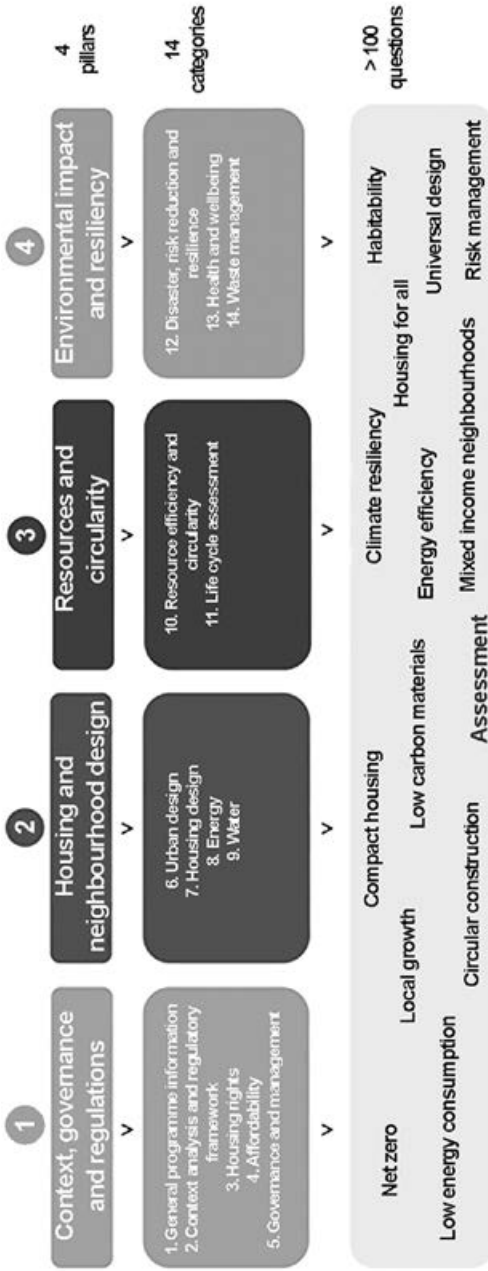 1
Context, governance
and regulations
2
Housing and
neighbourhood design
3
Resources and
circularity
4
Environmental impact
and resiliency
4
pillars
>
>
>
>
1. General programme information
2. Context analysis and regulatory
framework
3. Housing rights
4. Affordability
5. Governance and management
6. Urban design
7. Housing design
8. Energy
9. Water
10. Resource efficiency and
circularity
11. Life cycle assessment
12. Disaster, risk reduction and
resilience
13. Health and wellbeing
14. Waste management
14
categories
>
>
>
>
Net zero
Local growth
Low energy consumption
Compact housing
Low carbon materials
Circular construction
Climate resiliency
Energy efficiency
Assessment
Mixed income neighbourhoods
Housing for all
Habitability
Universal design
Risk management
> 100
questions